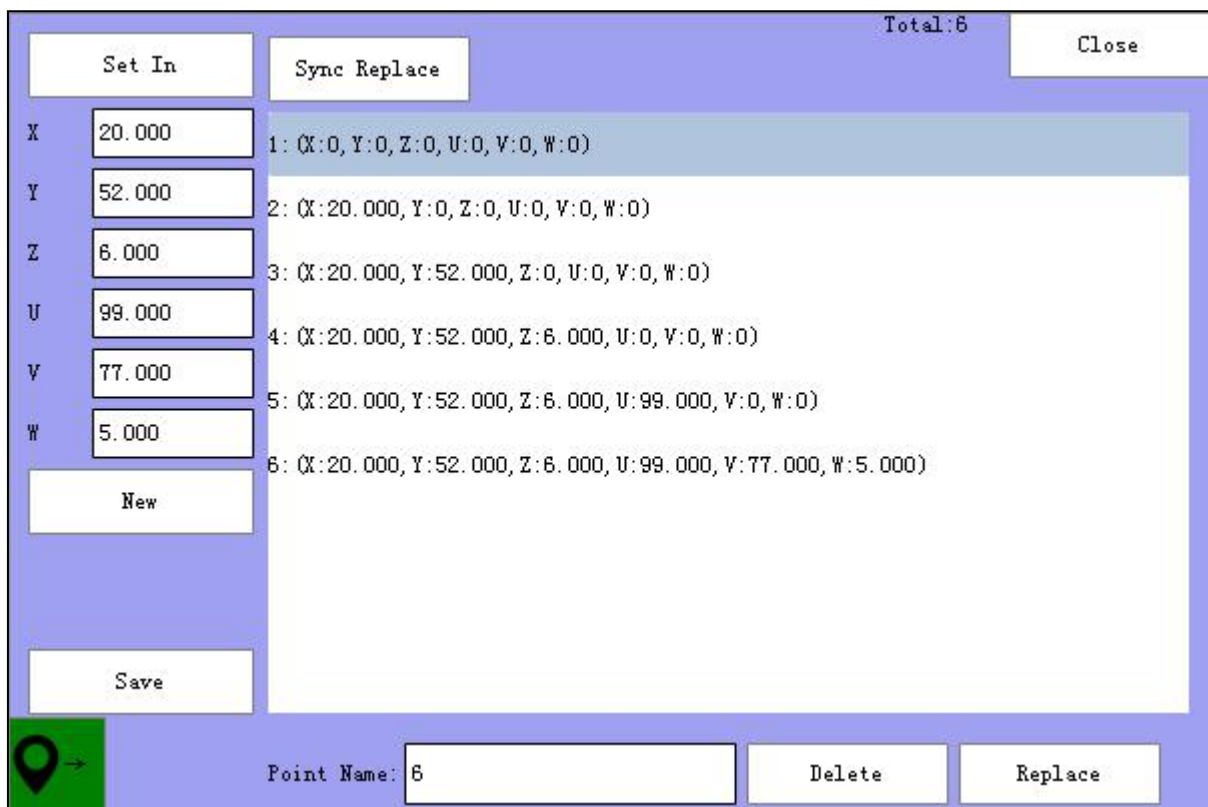 Total:6
Close
Set In
Sync Replace
X 20.000
Y 52.000
Z 6.000
U 99.000
V 77.000
W 5.000
1: (X:0, Y:0, Z:0, U:0, V:0, W:0)
2: (X:20.000, Y:0, Z:0, U:0, V:0, W:0)
3: (X:20.000, Y:52.000, Z:0, U:0, V:0, W:0)
4: (X:20.000, Y:52.000, Z:6.000, U:0, V:0, W:0)
5: (X:20.000, Y:52.000, Z:6.000, U:99.000, V:0, W:0)
6: (X:20.000, Y:52.000, Z:6.000, U:99.000, V:77.000, W:5.000)
New
Save
Point Name: 6
Delete
Replace